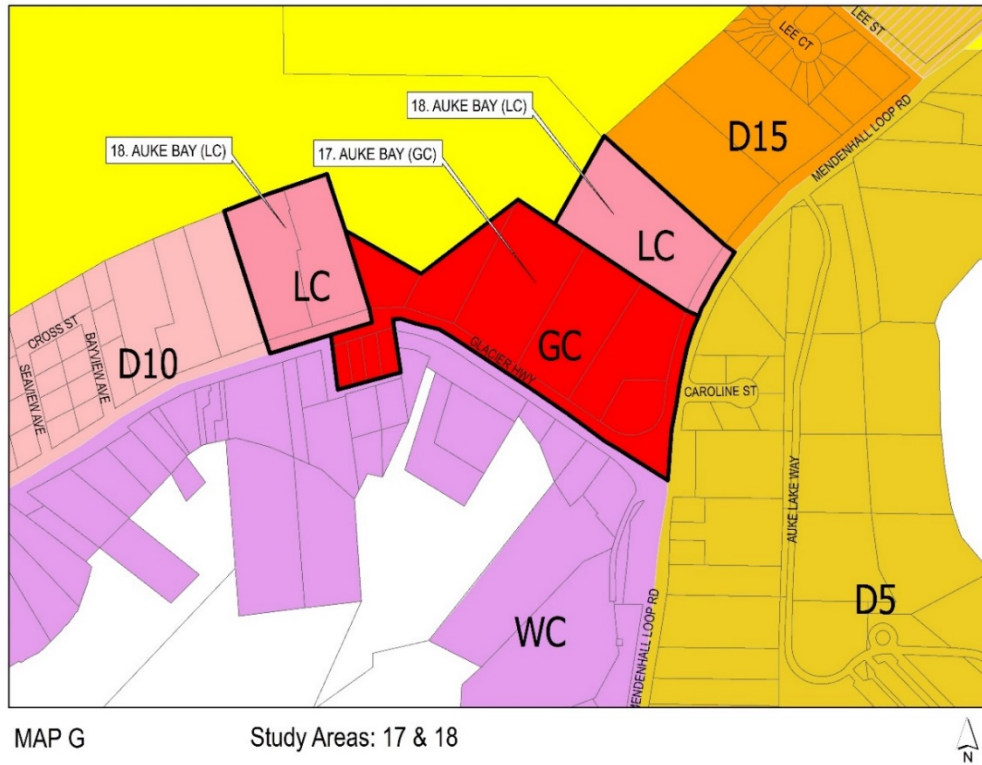 LEE ST
LEE CT
18. AUKE BAY (LC)
18. AUKE BAY (LC)
17. AUKE BAY (GC)
D15
MENDENHALL LOOP RD
LC
LC
GC
GLACIER HWY
CROSS ST
BAYVIEW AVE
SEAVIEW AVE
D10
CAROLINE ST
AUKE LAKE WAY
D5
WC
MENDENHALL LOOP RD
MAP G
Study Areas: 17 & 18
N